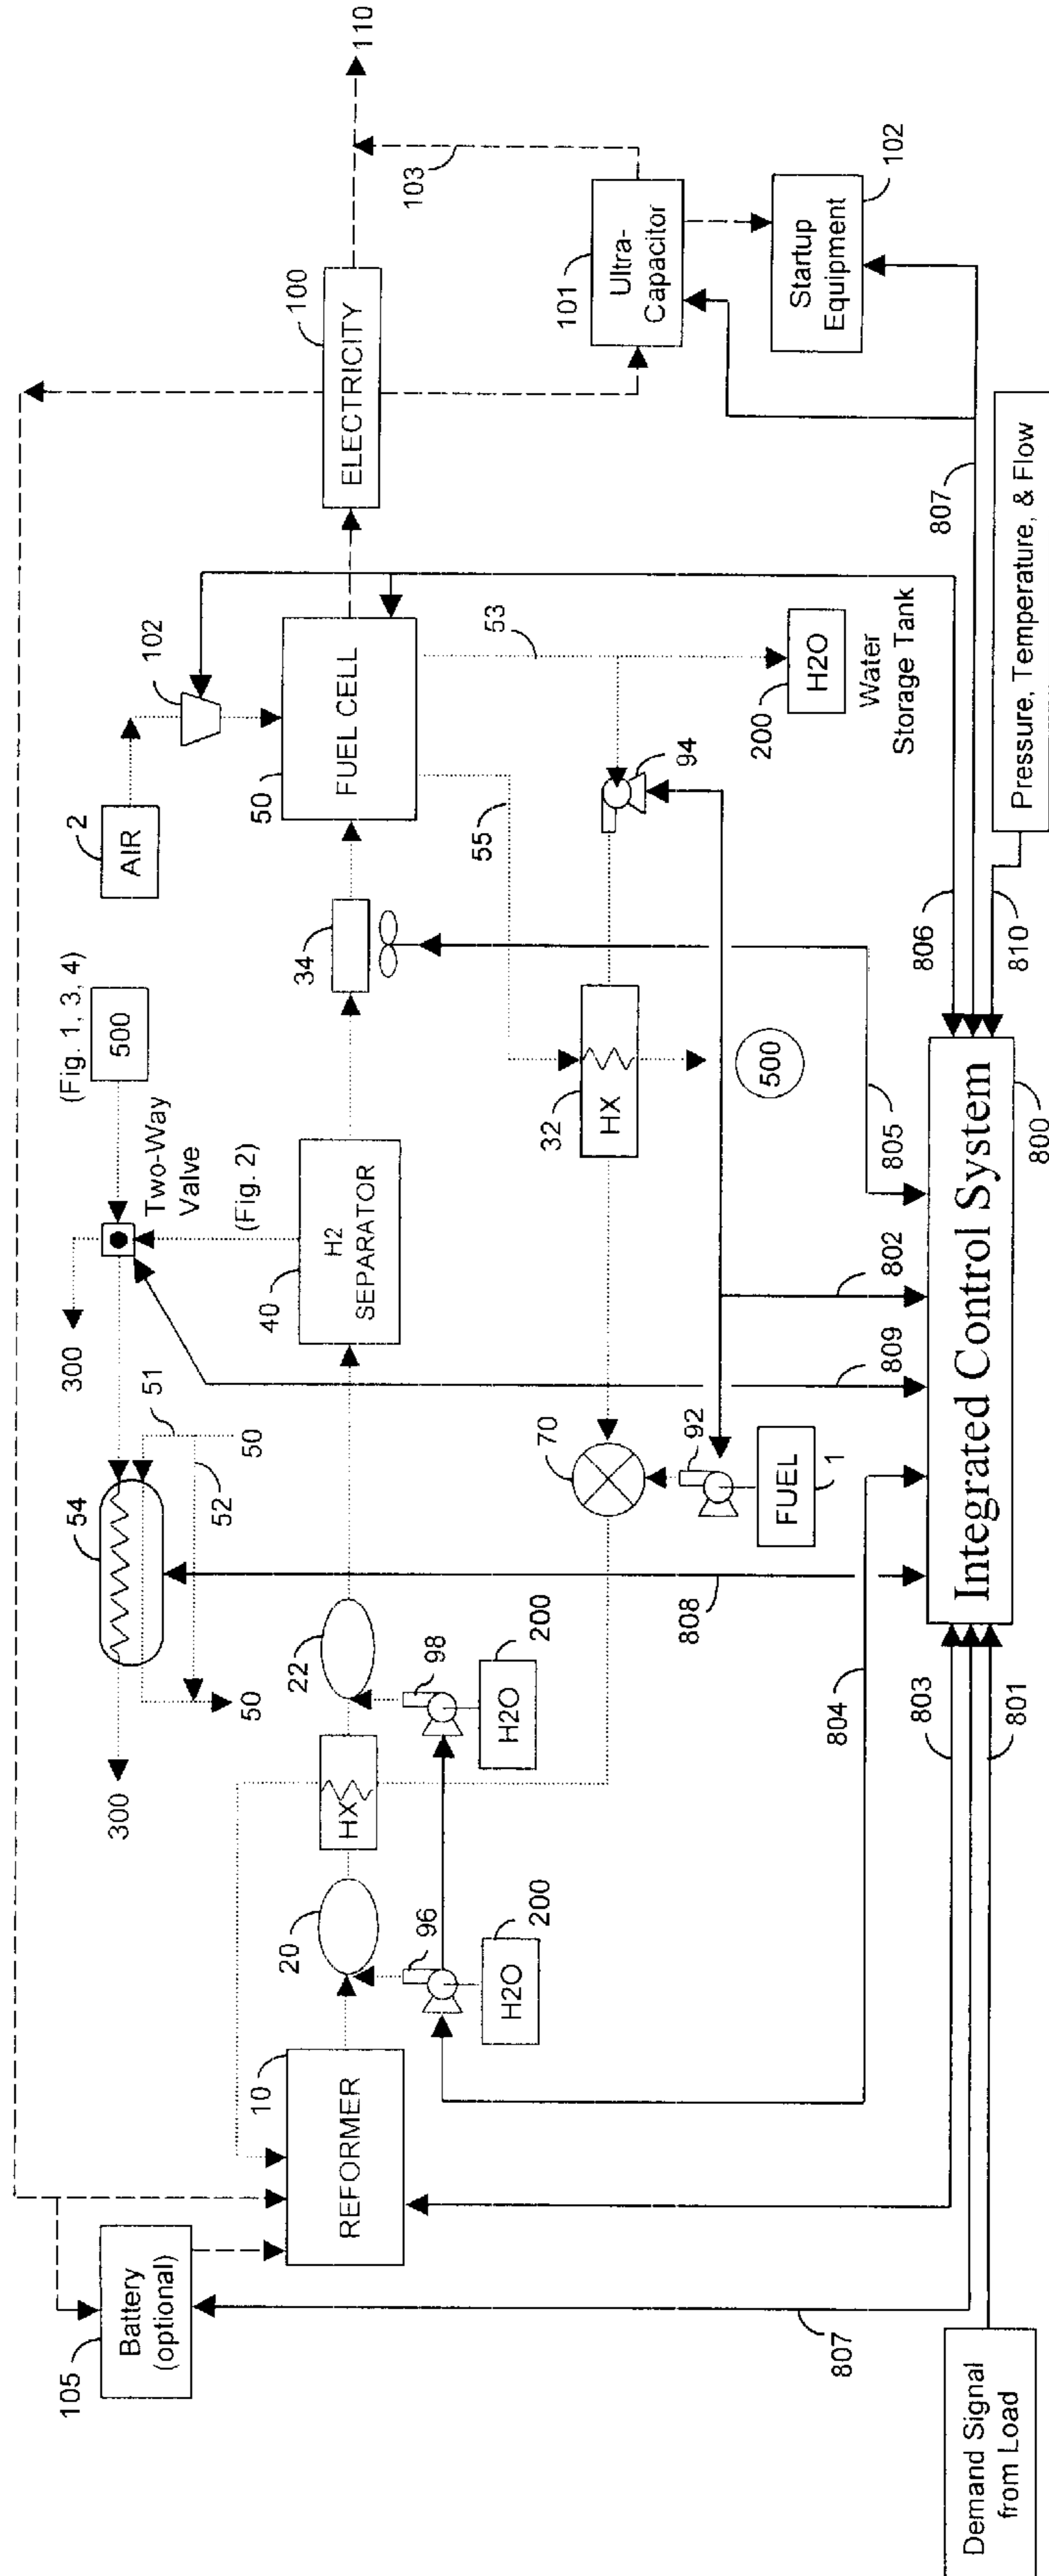 110
103
102
100
ELECTRICITY
101
Ultra-
Capacitor
Startup
Equipment
807
Pressure, Temperature, & Flow
102
2
AIR
50
FUEL CELL
53
200
H2O
Water
Storage Tank
55
94
806
810
(Fig. 1, 3, 4)
500
34
32
HX
500
805
Two-Way
Valve
(Fig. 2)
300
40
H2
SEPARATOR
802
809
800
Integrated Control System
54
51
50
52
50
300
70
92
FUEL
1
808
22
98
200
H2O
HX
20
96
200
H2O
804
803
801
10
REFORMER
105
Battery
(optional)
807
Demand Signal
from Load